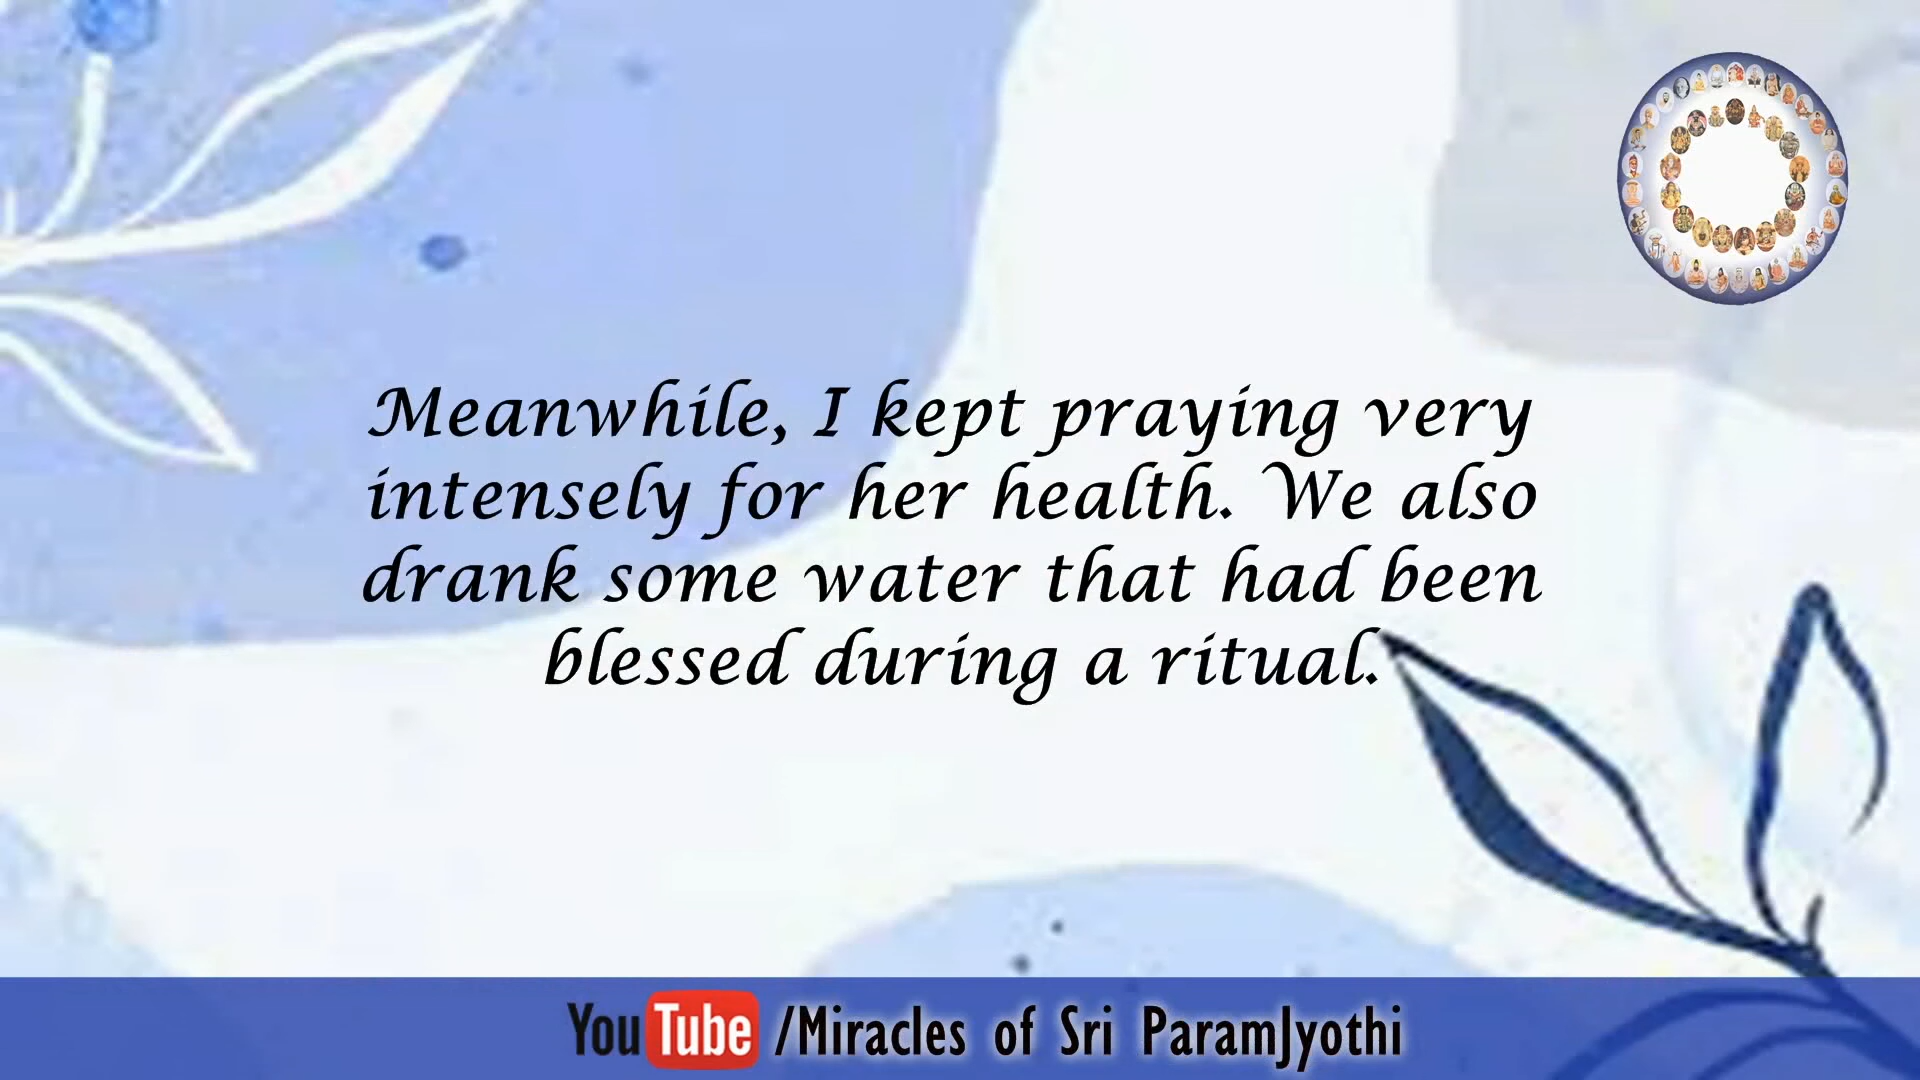 Meanwhile, I kept praying very
intensely for her health. We also
drank some water that had been
blessed during a ritual.
YouTube /Miracles of Sri ParamJyothi